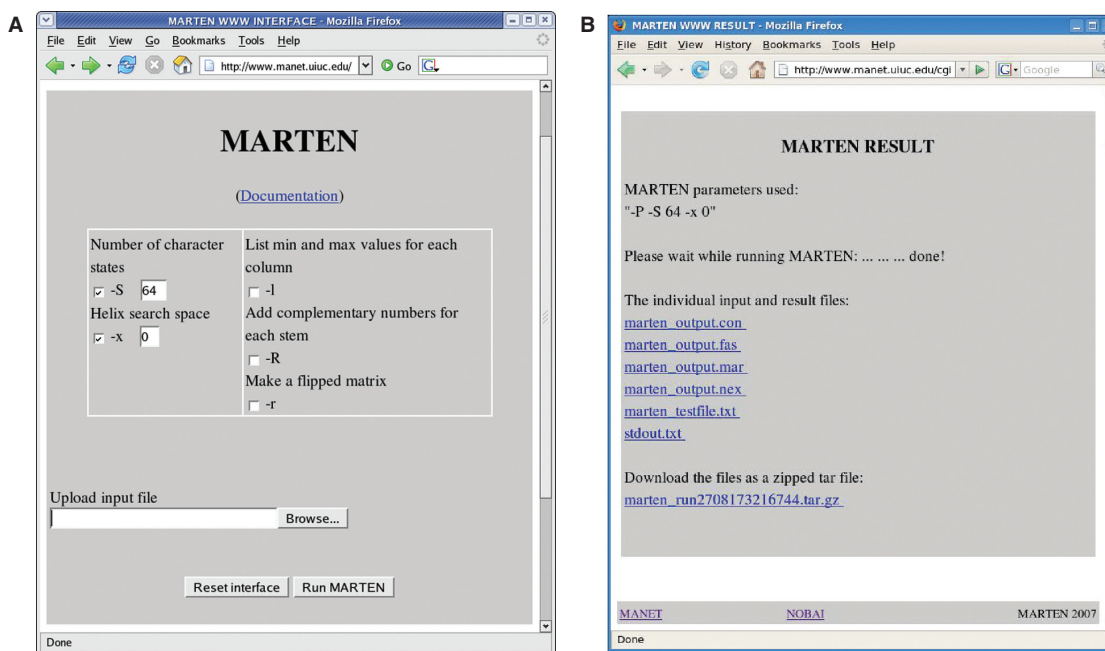 A
MARTEN WWW INTERFACE - Mozilla Firefox
File Edit View Go Bookmarks Tools Help
http://www.manet.uiuc.edu/ Go G
MARTEN
(Documentation)
Number of character
states
-S 64
Helix search space
-x 0
List min and max values for each
column
-l
Add complementary numbers for
each stem
-R
Make a flipped matrix
-r
Upload input file
Browse...
Reset interface Run MARTEN
Done
B
MARTEN WWW RESULT - Mozilla Firefox
File Edit View History Bookmarks Tools Help
http://www.manet.uiuc.edu/cgi G Google
MARTEN RESULT
MARTEN parameters used:
"-P -S 64 -x 0"
Please wait while running MARTEN: ... ... ... done!
The individual input and result files:
marten_output.con
marten_output.fas
marten_output.mar
marten_output.nex
marten_testfile.txt
stdout.txt
Download the files as a zipped tar file:
marten_run2708173216744.tar.gz
MANET NOBAI MARTEN 2007
Done